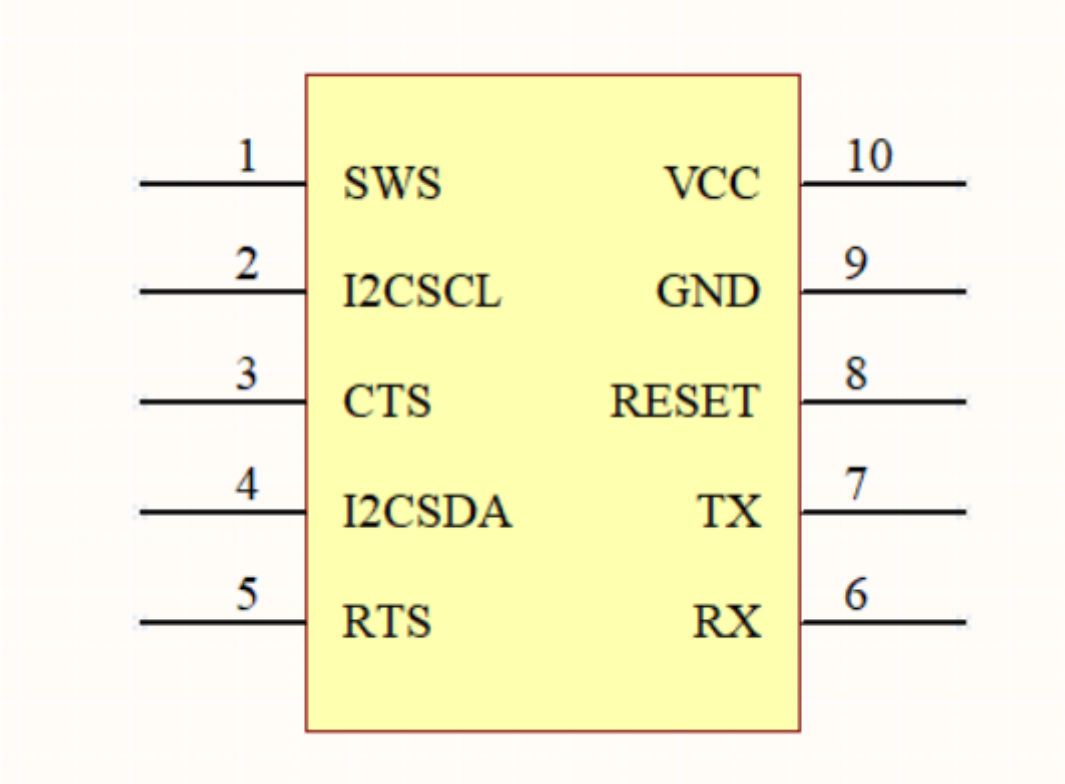 1 SWS VCC 10
2 I2CSCL GND 9
3 CTS RESET 8
4 I2CSDA TX 7
5 RTS RX 6